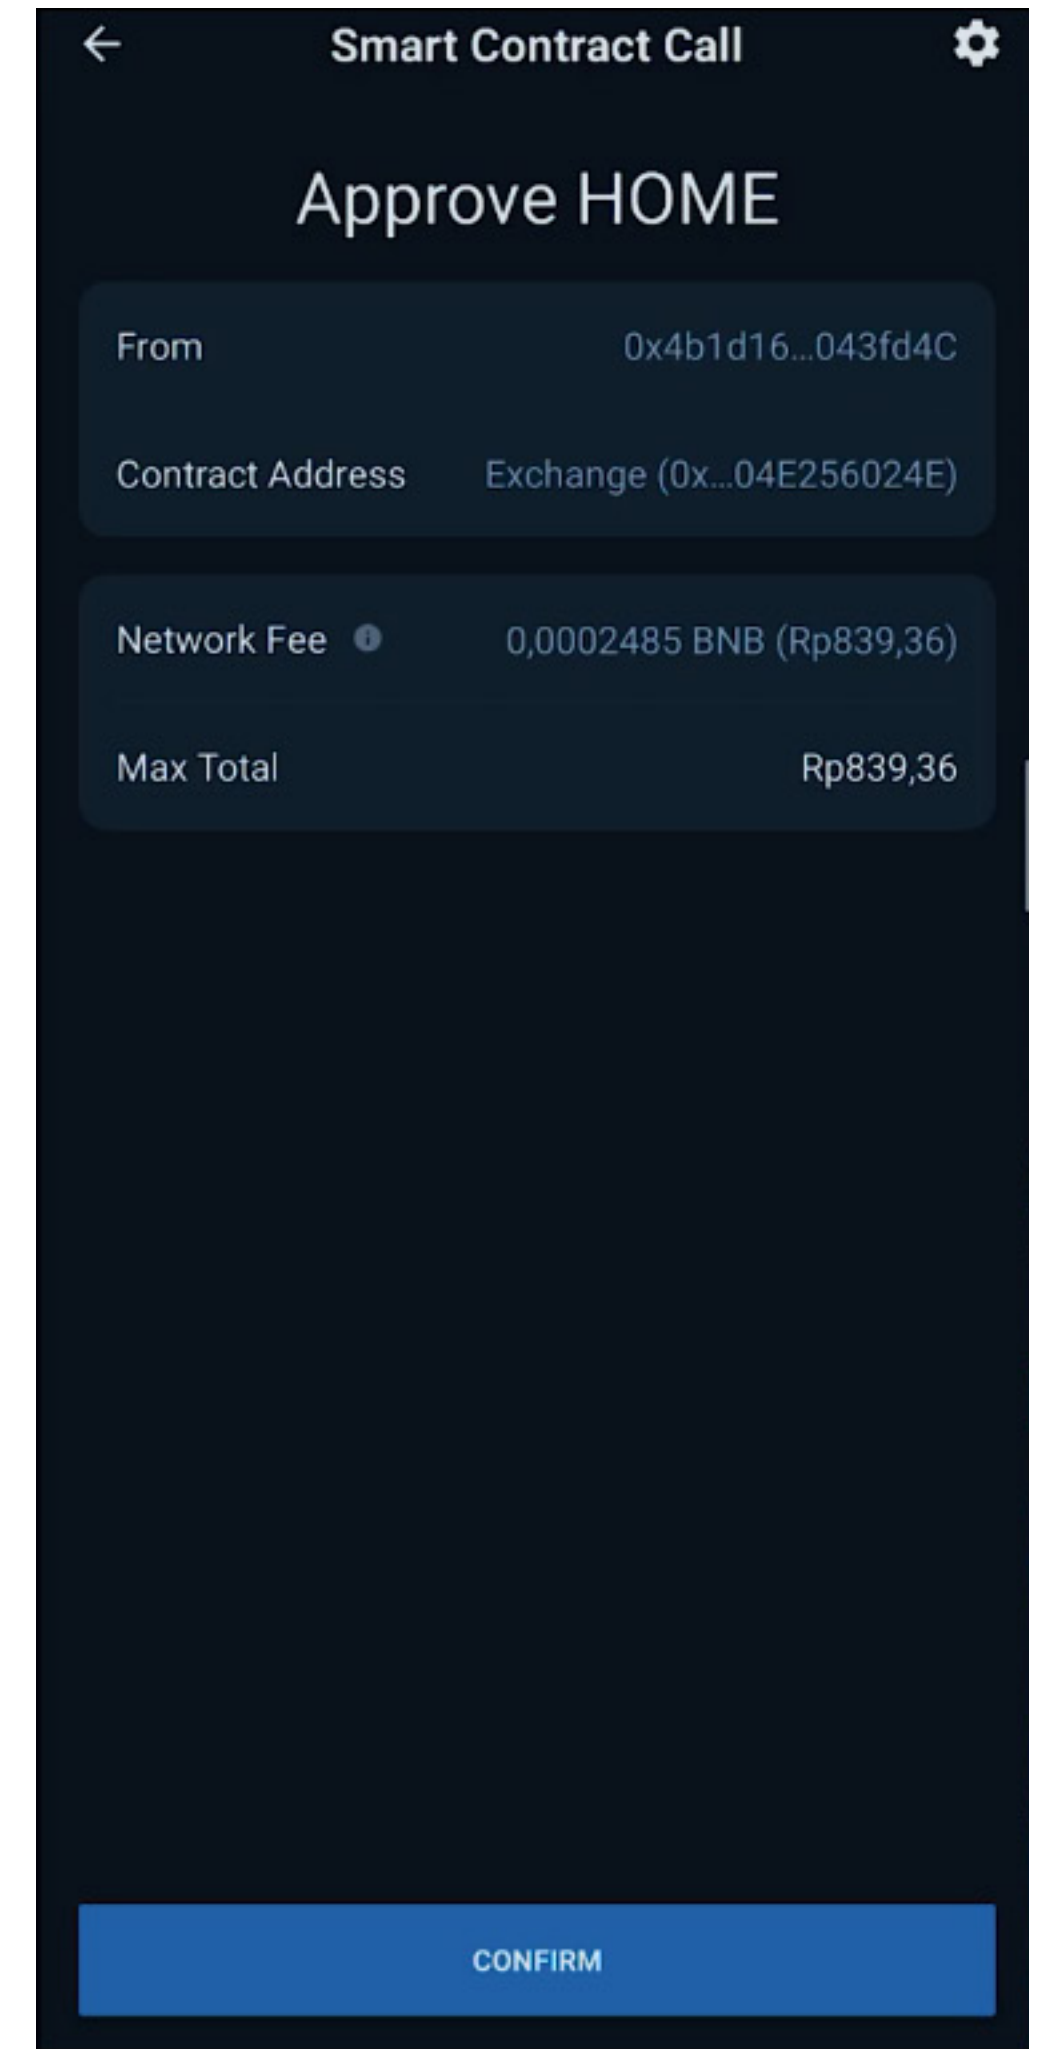 Smart Contract Call
Approve HOME
From 0x4b1d16...043fd4C
Contract Address Exchange (0x...04E256024E)
Network Fee 0,0002485 BNB (Rp839,36)
Max Total Rp839,36
CONFIRM